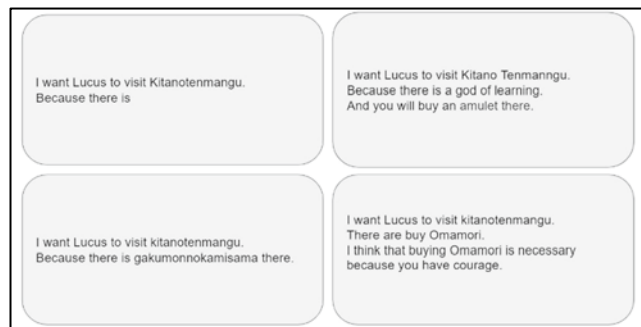 I want Lucus to visit Kitanotenmangu.
Because there is
I want Lucus to visit Kitano Tenmanngu.
Because there is a god of learning.
And you will buy an amulet there.
I want Lucus to visit kitanotenmangu.
Because there is gakumonnokamisama there.
I want Lucus to visit kitanotenmangu.
There are buy Omamori.
I think that buying Omamori is necessary
because you have courage.